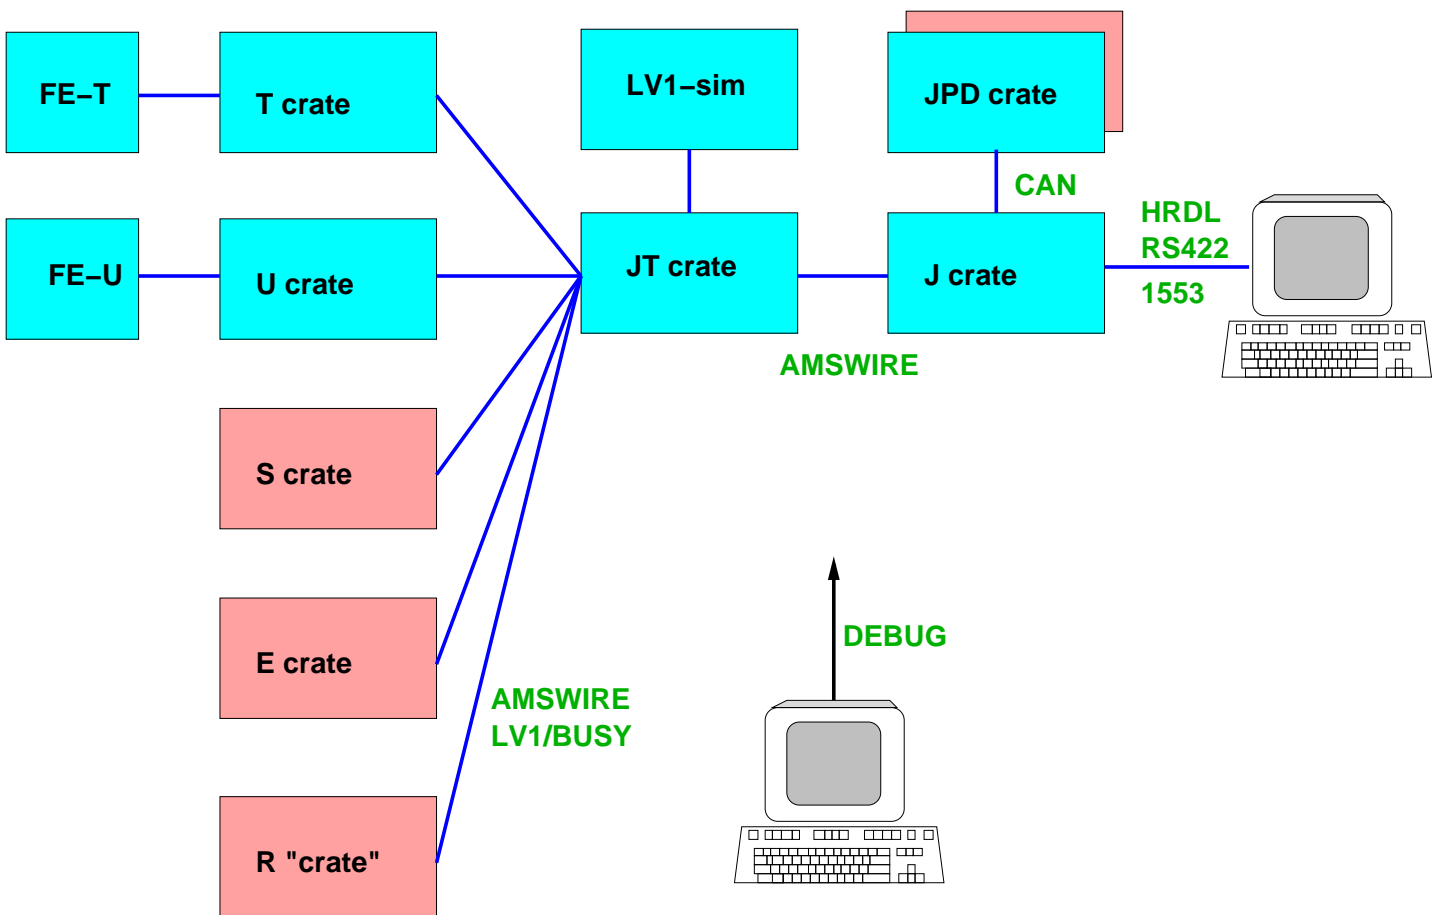 FE−T
T crate
LV1−sim
JPD crate
CAN
FE−U
U crate
JT crate
J crate
HRDL
RS422
1553
AMSWIRE
S crate
E crate
DEBUG
AMSWIRE
LV1/BUSY
R "crate"